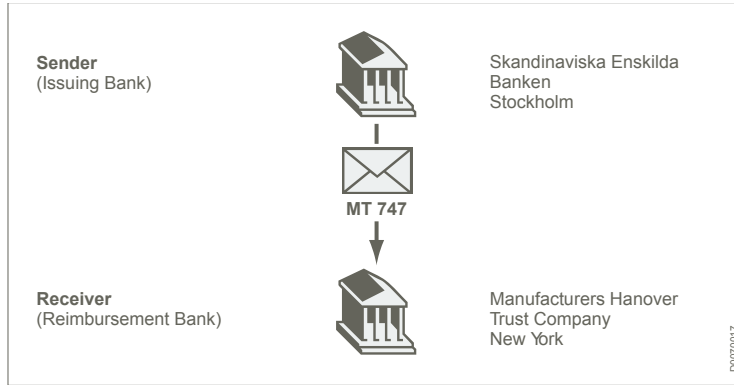 Sender
(Issuing Bank)
Skandinaviska Enskilda
Banken
Stockholm
MT 747
Receiver
(Reimbursement Bank)
Manufacturers Hanover
Trust Company
New York